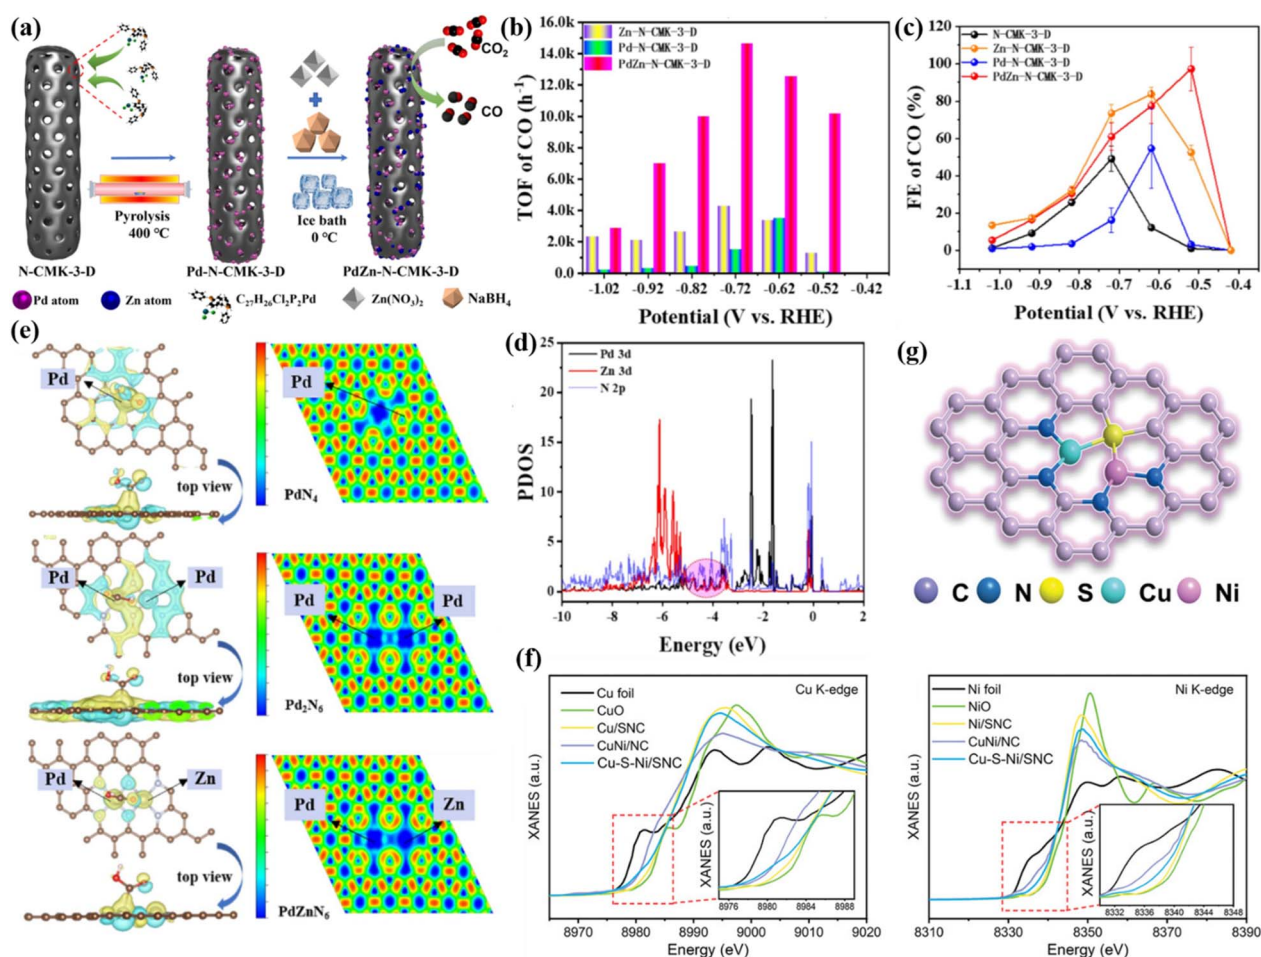 (a)
CO2
CO
Pyrolysis
400 °C
Ice bath
0 °C
N-CMK-3-D
Pd-N-CMK-3-D
PdZn-N-CMK-3-D
Pd atom
Zn atom
C27H26Cl2P2Pd
Zn(NO3)2
NaBH4
(b)
TOF of CO (h-1)
16.0k
14.0k
12.0k
10.0k
8.0k
6.0k
4.0k
2.0k
0.0
Zn-N-CMK-3-D
Pd-N-CMK-3-D
PdZn-N-CMK-3-D
-1.02 -0.92 -0.82 -0.72 -0.62 -0.52 -0.42
Potential (V vs. RHE)
(c)
FE of CO (%)
120
100
80
60
40
20
0
N-CMK-3-D
Zn-N-CMK-3-D
Pd-N-CMK-3-D
PdZn-N-CMK-3-D
-1.1 -1.0 -0.9 -0.8 -0.7 -0.6 -0.5 -0.4
Potential (V vs. RHE)
(e)
Pd
top view
Pd
PdN4
Pd
Pd
top view
Pd
Pd
Pd2N6
Pd
Zn
top view
Pd
Zn
PdZnN6
(d)
PDOS
25
20
15
10
5
0
Pd 3d
Zn 3d
N 2p
-10 -8 -6 -4 -2 0 2
Energy (eV)
(g)
C N S Cu Ni
(f)
XANES (a.u.)
Cu foil
CuO
Cu/SNC
CuNi/NC
Cu-S-Ni/SNC
Cu K-edge
XANES (a.u.)
8976 8980 8984 8988
8970 8980 8990 9000 9010 9020
Energy (eV)
XANES (a.u.)
Ni foil
NiO
Ni/SNC
CuNi/NC
Cu-S-Ni/SNC
Ni K-edge
XANES (a.u.)
8332 8336 8340 8344 8348
8310 8330 8350 8370 8390
Energy (eV)